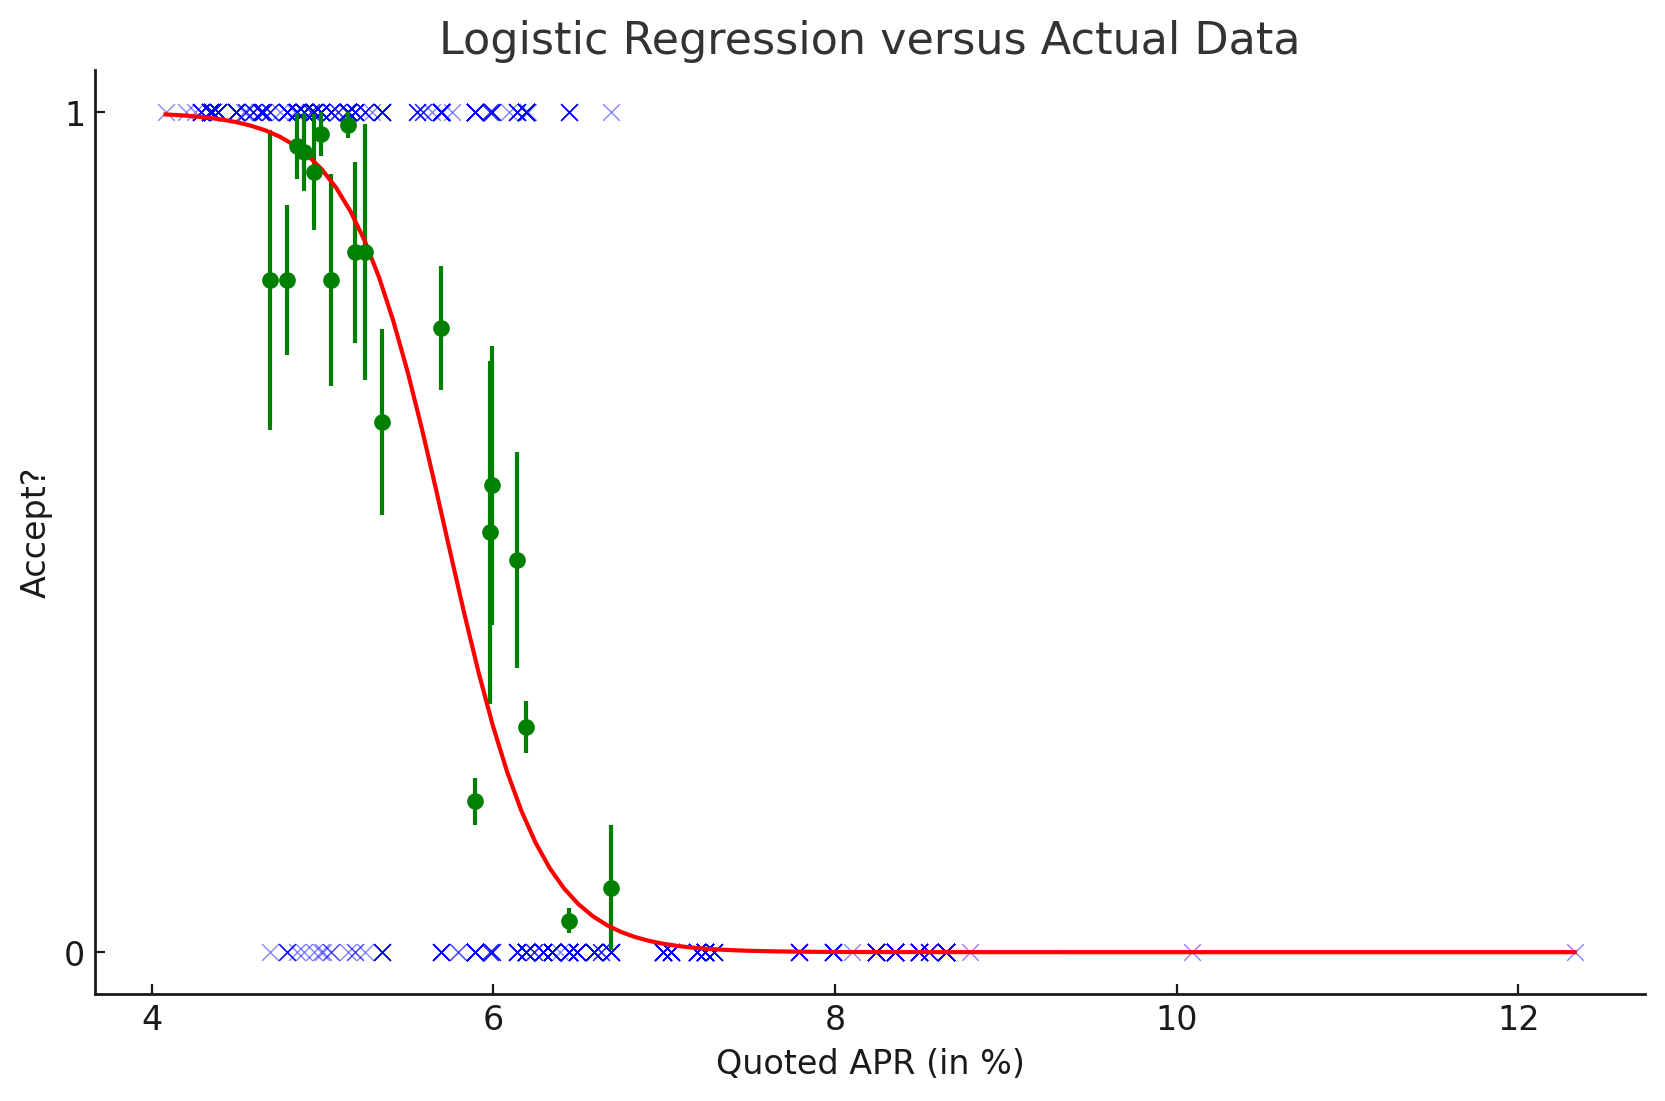 Logistic Regression versus Actual Data
1
Accept?
0
4 6 8 10 12
Quoted APR (in %)